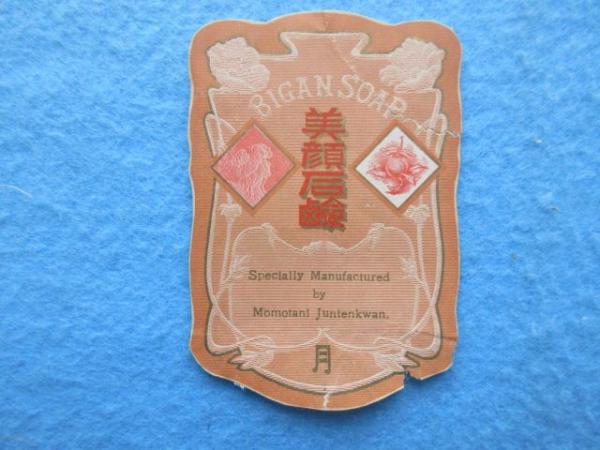 BIGAN SOAP
美顔石鹸
Specially Manufactured
by
Momotani Juntenkwan.
月